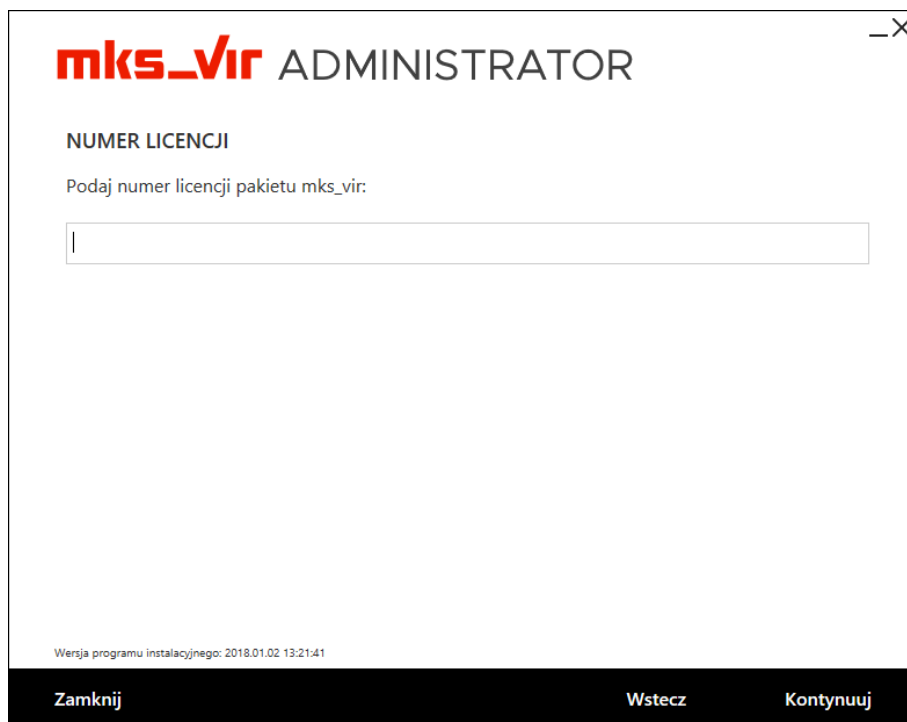 mks_vir ADMINISTRATOR
NUMER LICENCJI
Podaj numer licencji pakietu mks_vir:
Wersja programu instalacyjnego: 2018.01.02 13:21:41
Zamknij Wstecz Kontynuuj